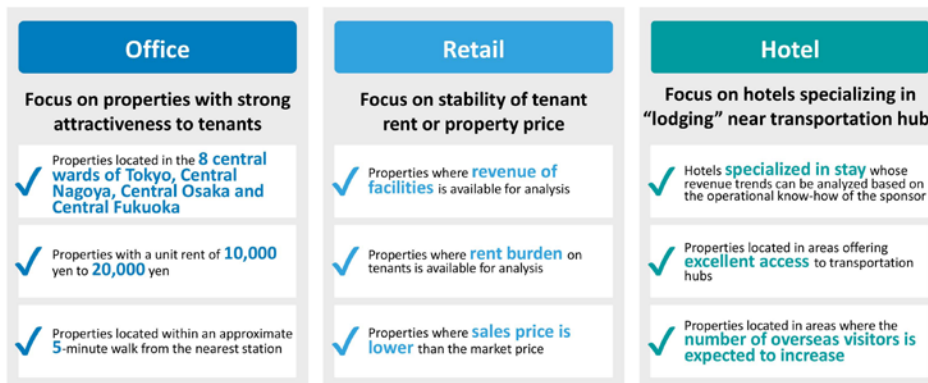 Office
Focus on properties with strong
attractiveness to tenants
Properties located in the 8 central
wards of Tokyo, Central
Nagoya, Central Osaka and
Central Fukuoka
Properties with a unit rent of 10,000
yen to 20,000 yen
Properties located within an approximate
5-minute walk from the nearest station
Retail
Focus on stability of tenant
rent or property price
Properties where revenue of
facilities is available for analysis
Properties where rent burden on
tenants is available for analysis
Properties where sales price is
lower than the market price
Hotel
Focus on hotels specializing in
“lodging” near transportation hub
Hotels specialized in stay whose
revenue trends can be analyzed based on
the operational know-how of the sponsor
Properties located in areas offering
excellent access to transportation
hubs
Properties located in areas where the
number of overseas visitors is
expected to increase